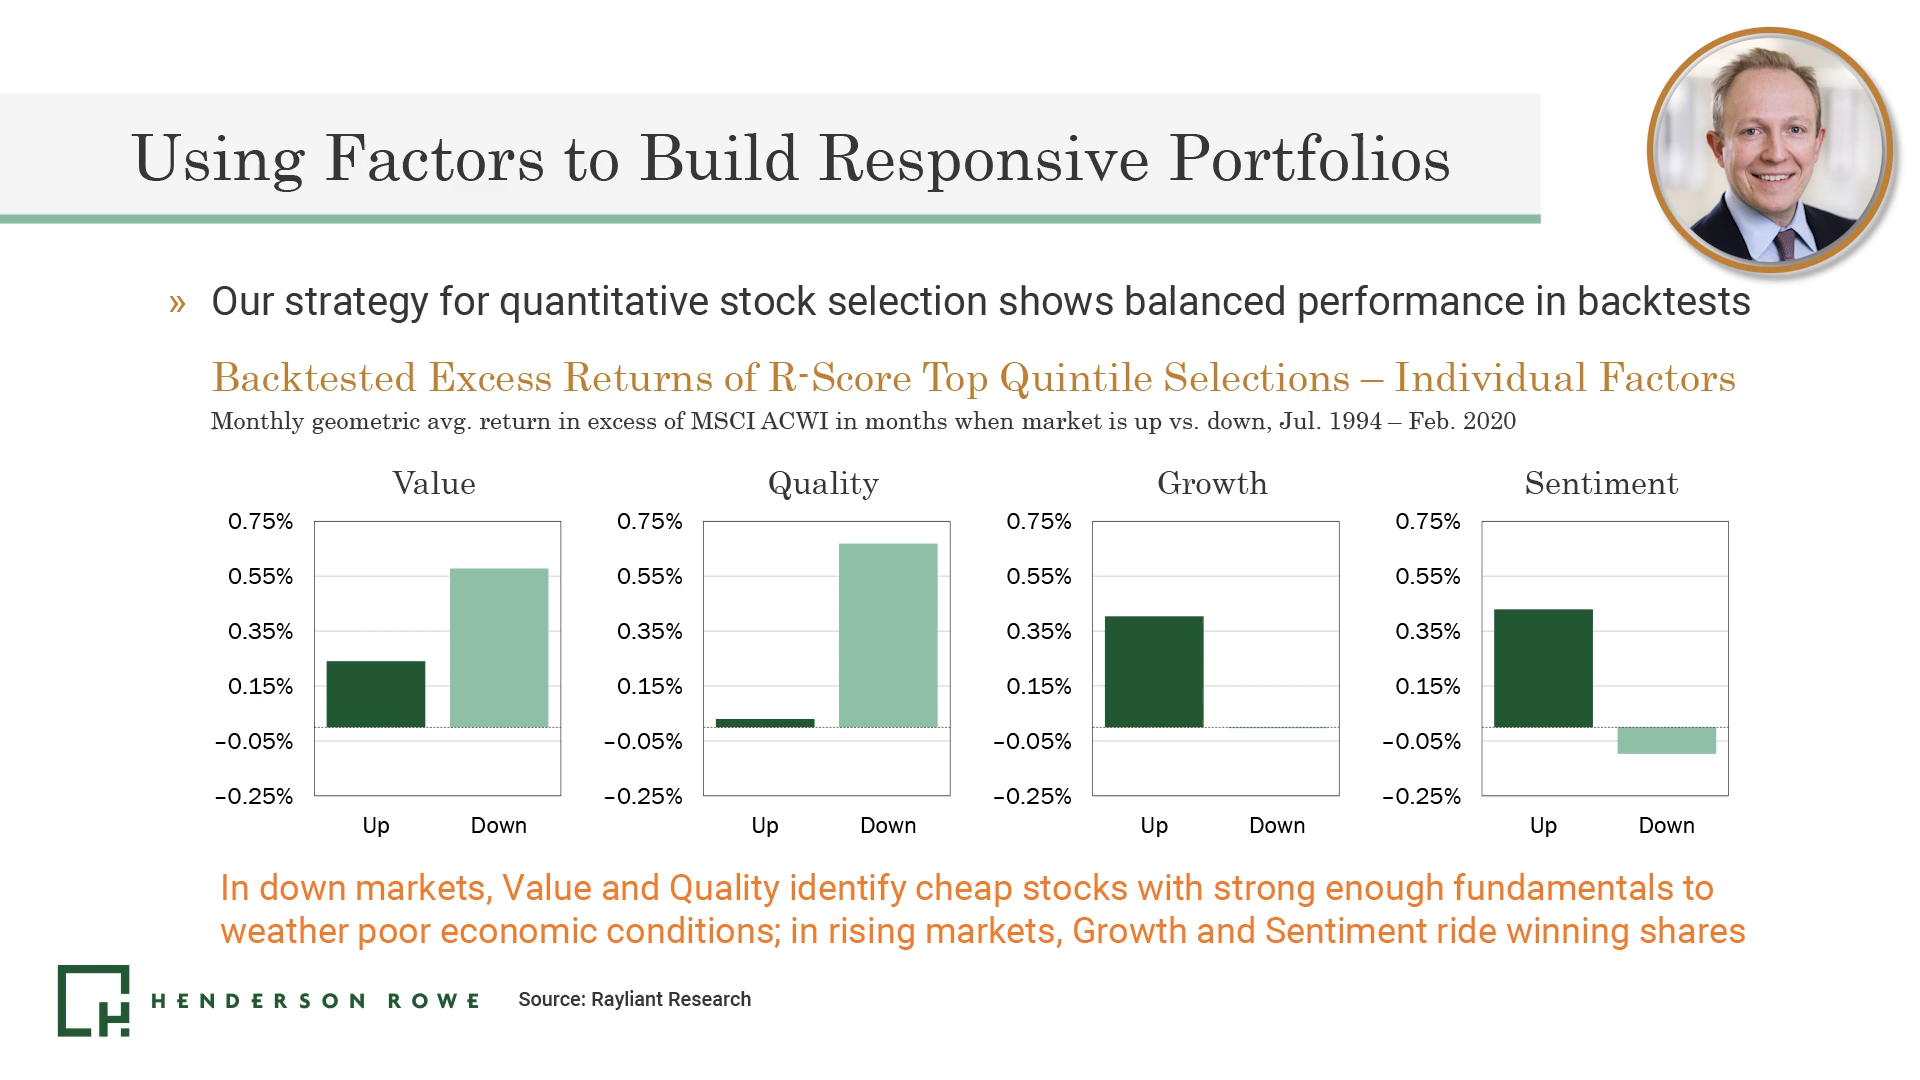 Using Factors to Build Responsive Portfolios
» Our strategy for quantitative stock selection shows balanced performance in backtests
Backtested Excess Returns of R-Score Top Quintile Selections – Individual Factors
Monthly geometric avg. return in excess of MSCI ACWI in months when market is up vs. down, Jul. 1994 – Feb. 2020
Value
0.75%
0.55%
0.35%
0.15%
–0.05%
–0.25%
Up Down
Quality
0.75%
0.55%
0.35%
0.15%
–0.05%
–0.25%
Up Down
Growth
0.75%
0.55%
0.35%
0.15%
–0.05%
–0.25%
Up Down
Sentiment
0.75%
0.55%
0.35%
0.15%
–0.05%
–0.25%
Up Down
In down markets, Value and Quality identify cheap stocks with strong enough fundamentals to
weather poor economic conditions; in rising markets, Growth and Sentiment ride winning shares
HENDERSON ROWE
Source: Rayliant Research